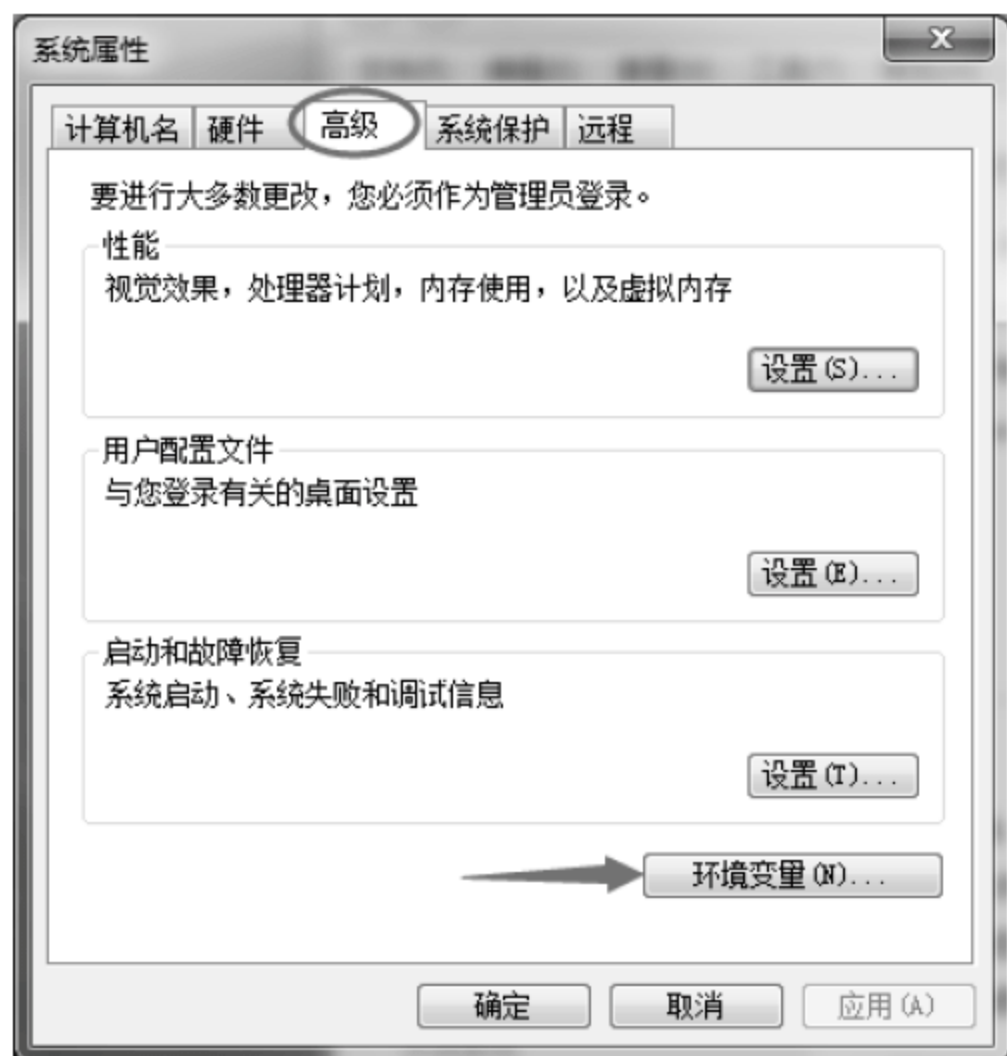 系统属性
计算机名 硬件 高级 系统保护 远程
要进行大多数更改，您必须作为管理员登录。
性能
视觉效果，处理器计划，内存使用，以及虚拟内存
设置(S)...
用户配置文件
与您登录有关的桌面设置
设置(E)...
启动和故障恢复
系统启动、系统失败和调试信息
设置(T)...
环境变量(N)...
确定 取消 应用(A)